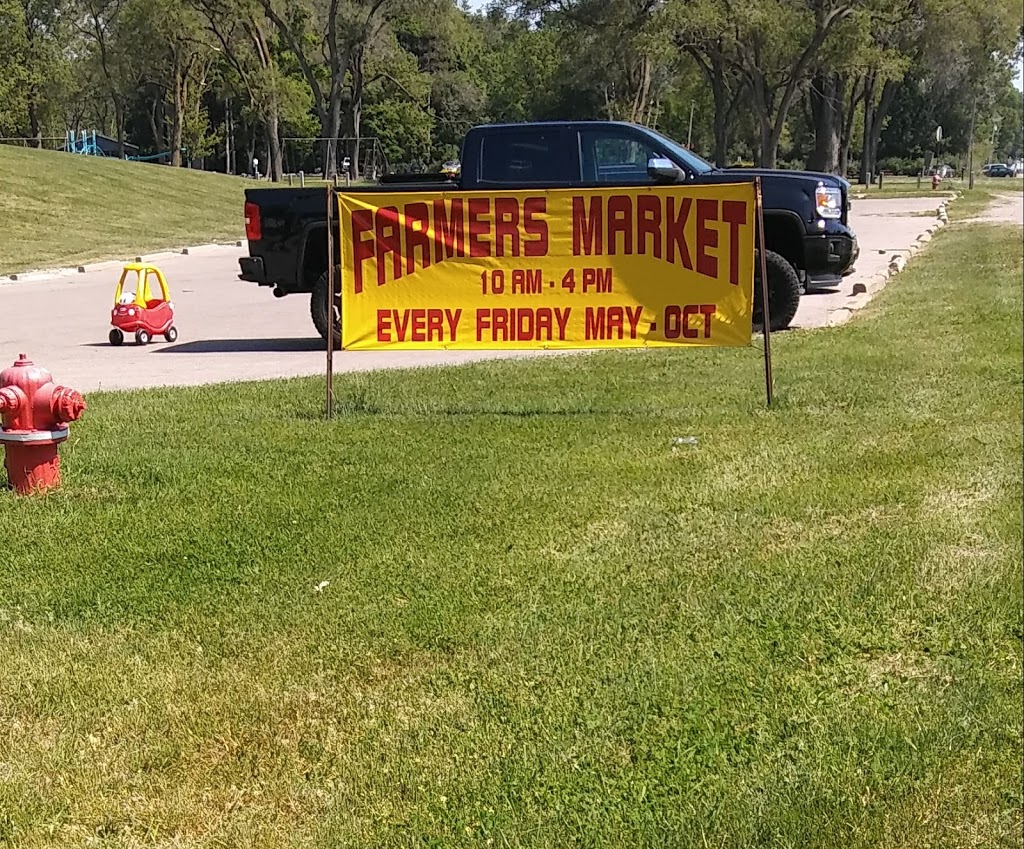 FARMERS MARKET
10 AM - 4 PM
EVERY FRIDAY MAY - OCT